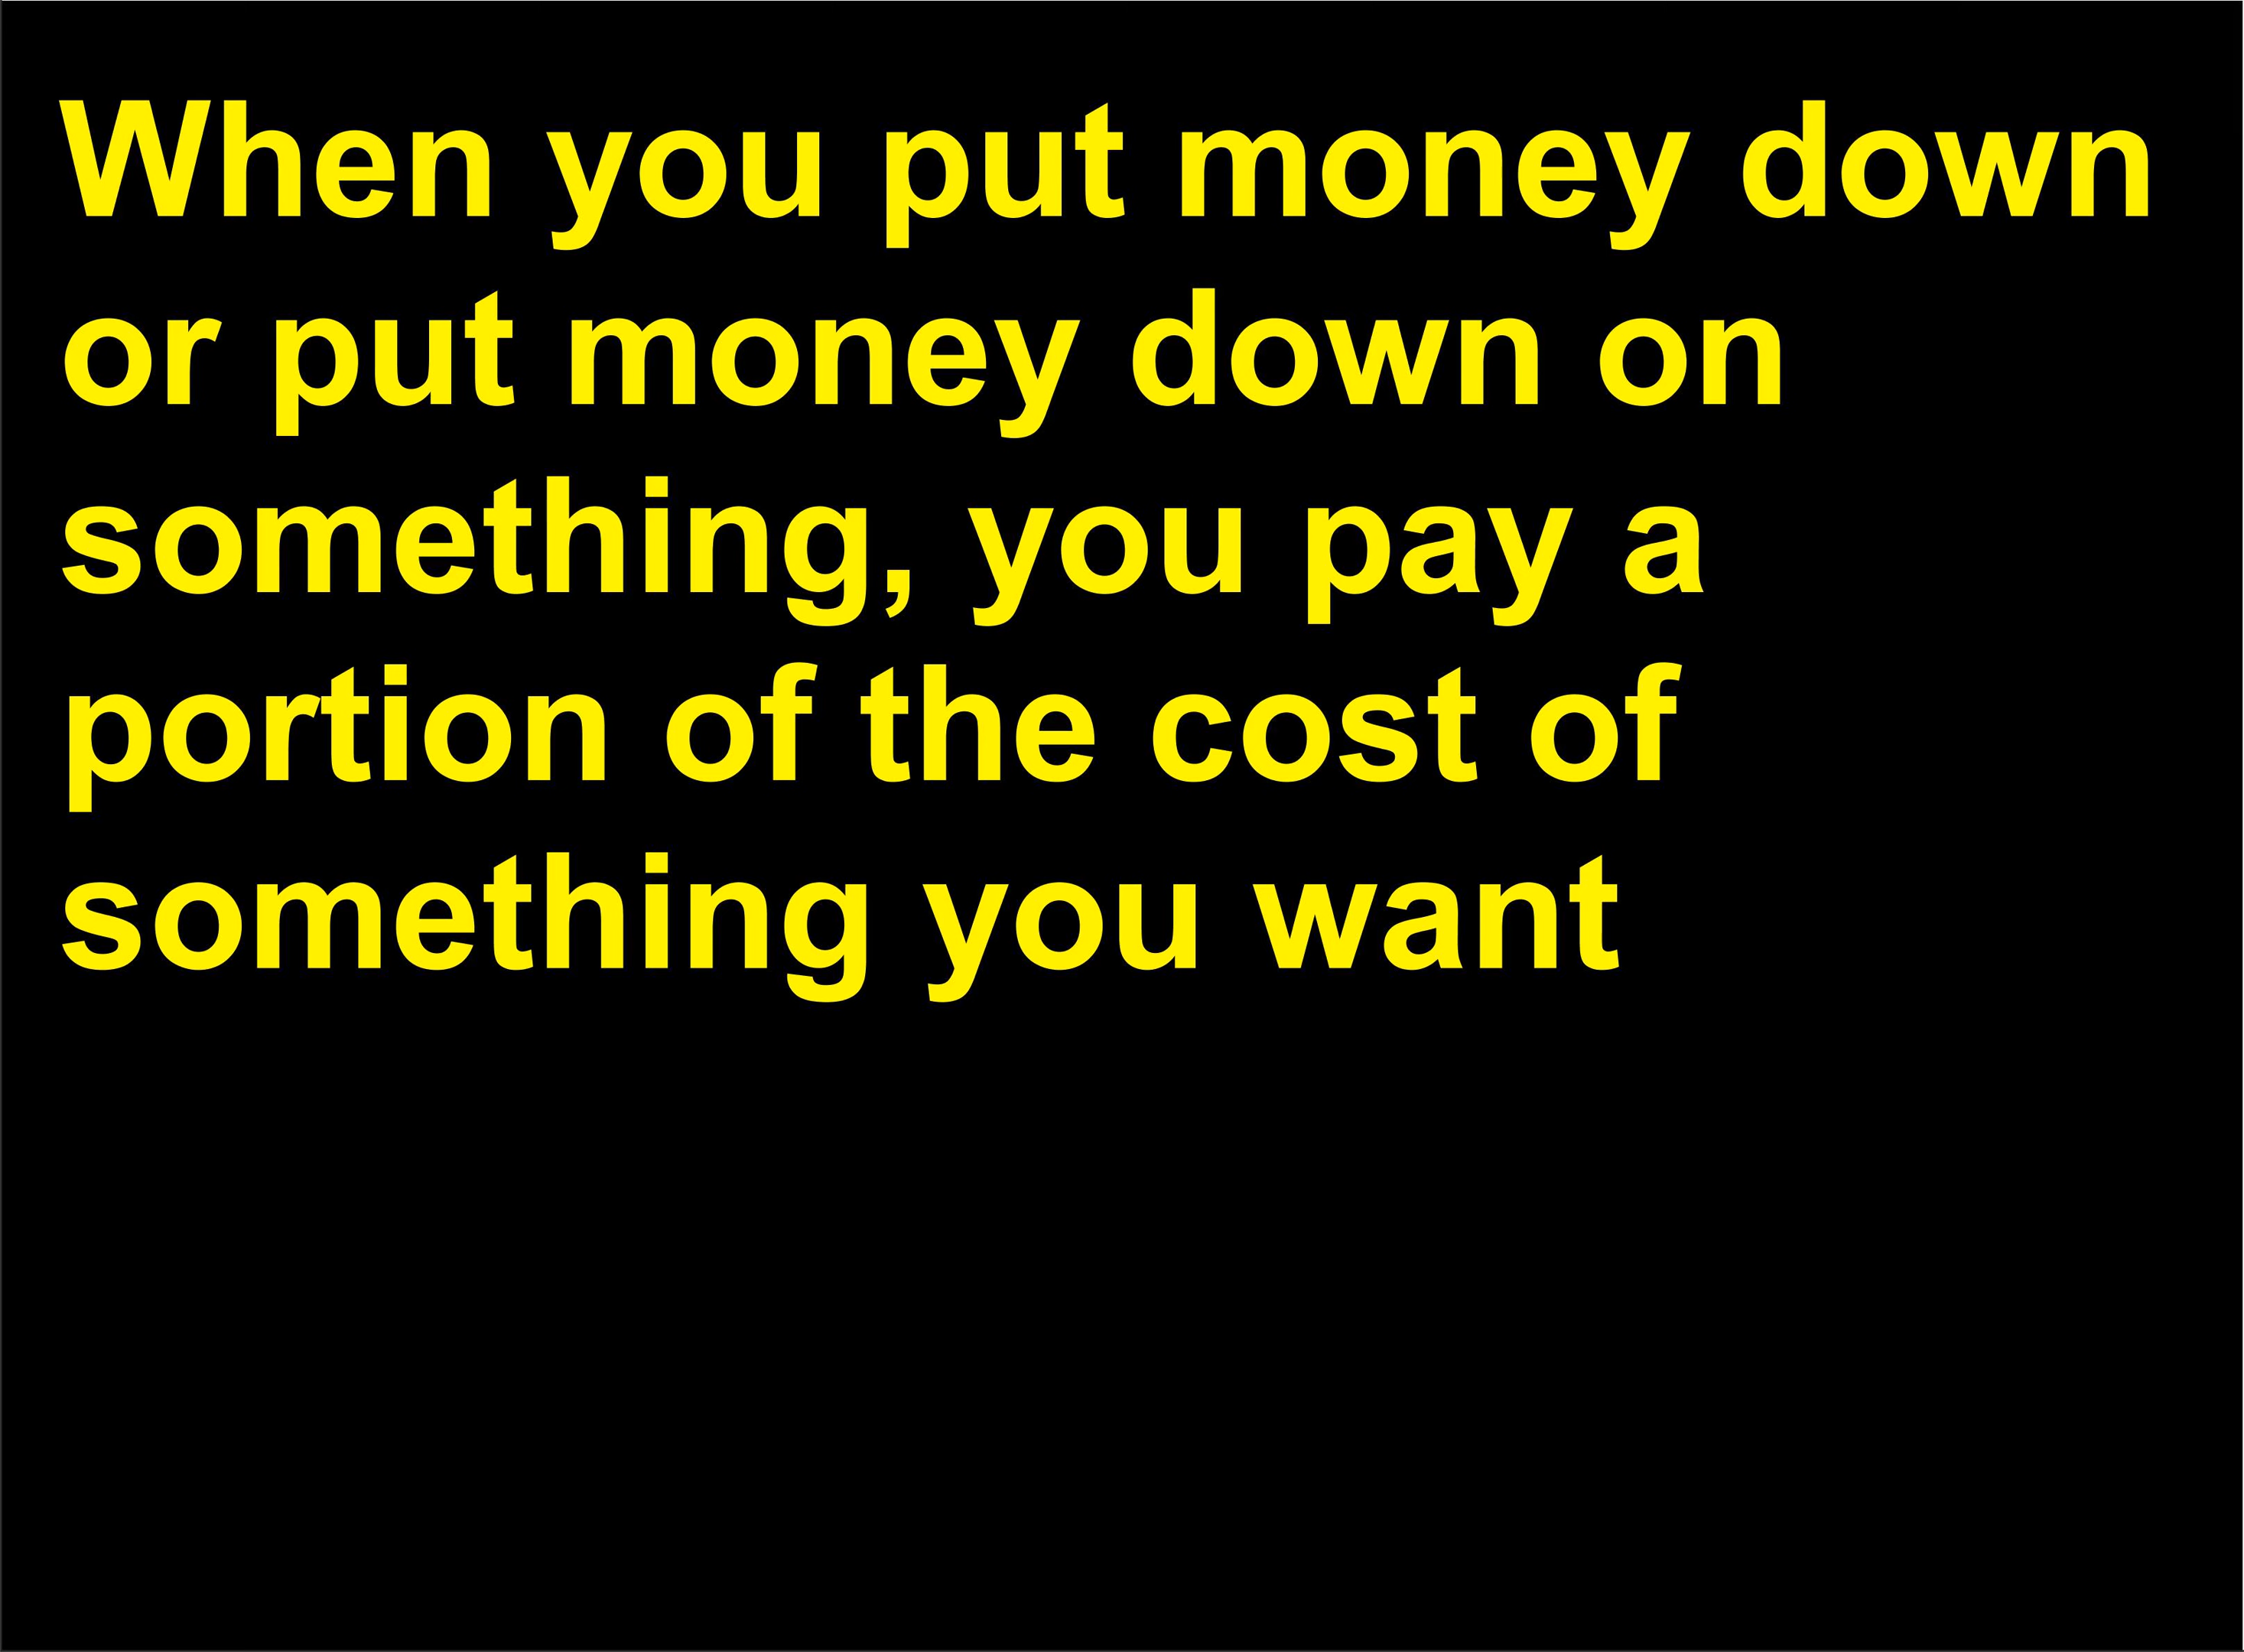 When you put money down
or put money down on
something, you pay a
portion of the cost of
something you want